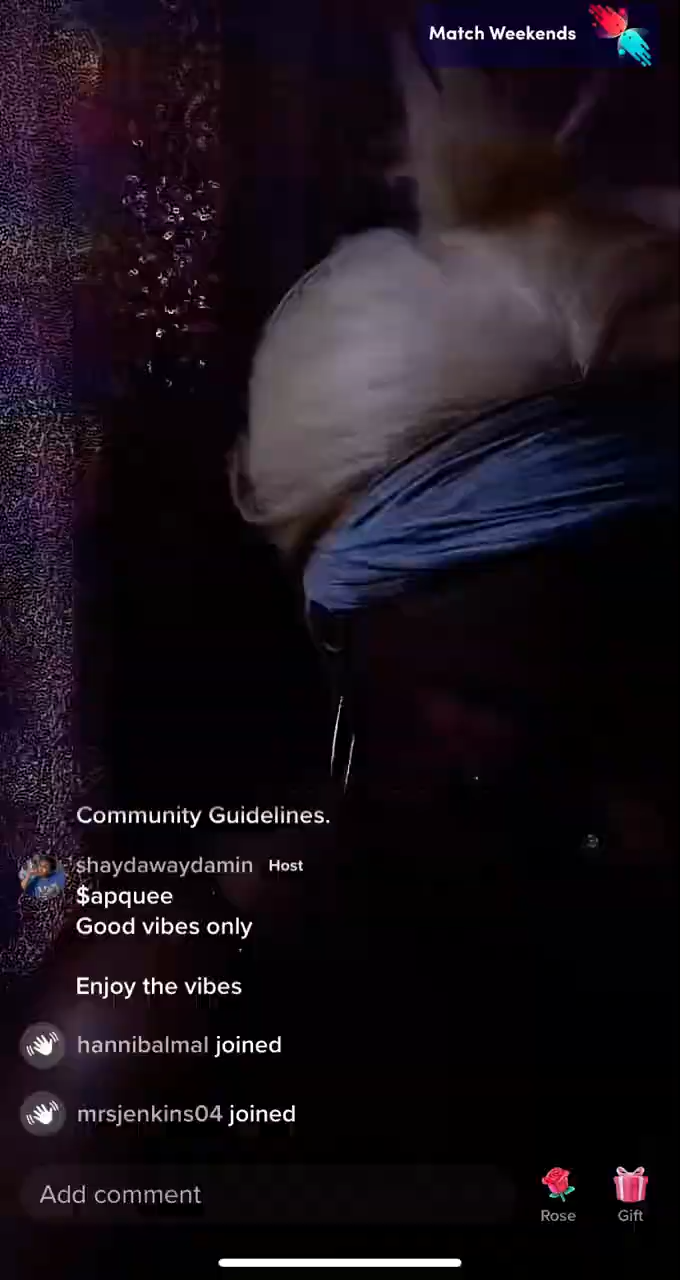 Match Weekends
Community Guidelines.
shaydawaydamin Host
$apquee
Good vibes only
Enjoy the vibes
hannibalmal joined
mrsjenkins04 joined
Add comment
Rose Gift